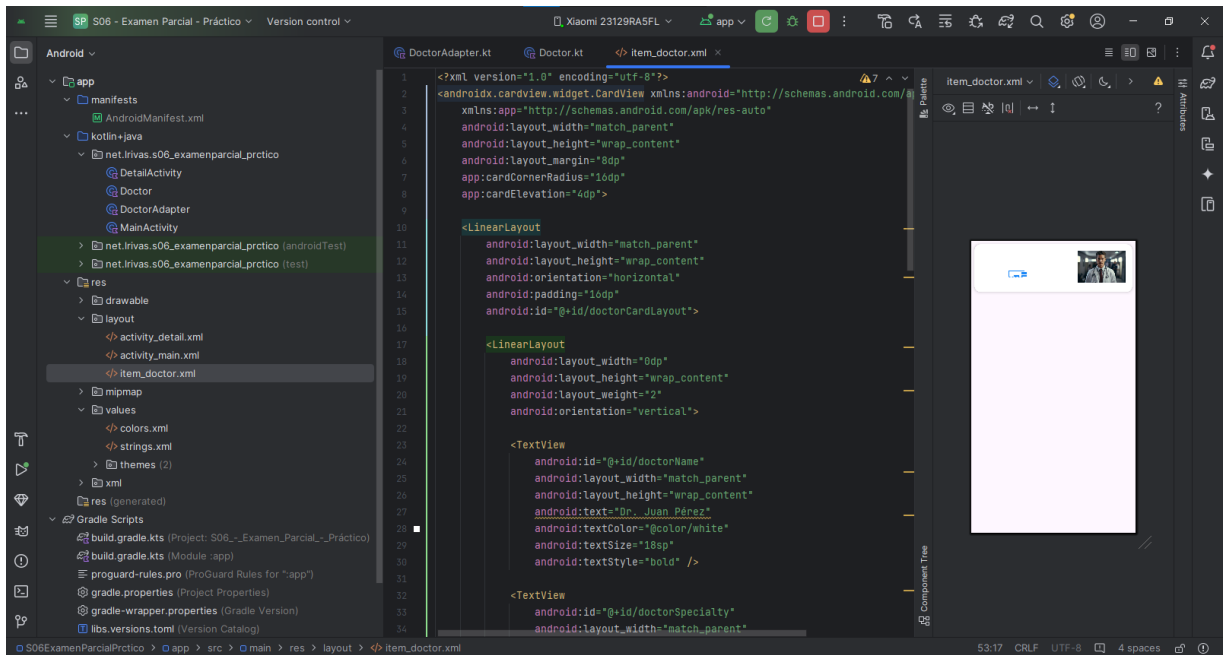 SP S06 - Examen Parcial - Práctico Version control Xiaomi 23129RA5FL app
Android
DoctorAdapter.kt Doctor.kt item_doctor.xml
app
manifests
AndroidManifest.xml
kotlin+java
net.lrivas.s06_examenparcial_prctico
DetailActivity
Doctor
DoctorAdapter
MainActivity
net.lrivas.s06_examenparcial_prctico (androidTest)
net.lrivas.s06_examenparcial_prctico (test)
res
drawable
layout
activity_detail.xml
activity_main.xml
item_doctor.xml
mipmap
values
colors.xml
strings.xml
themes (2)
xml
res (generated)
Gradle Scripts
build.gradle.kts (Project: S06_-_Examen_Parcial_-_Práctico)
build.gradle.kts (Module :app)
proguard-rules.pro (ProGuard Rules for ":app")
gradle.properties (Project Properties)
gradle-wrapper.properties (Gradle Version)
libs.versions.toml (Version Catalog)
1 <?xml version="1.0" encoding="utf-8"?>
2 <androidx.cardview.widget.CardView xmlns:android="http://schemas.android.com/a
3 xmlns:app="http://schemas.android.com/apk/res-auto"
4 android:layout_width="match_parent"
5 android:layout_height="wrap_content"
6 android:layout_margin="8dp"
7 app:cardCornerRadius="16dp"
8 app:cardElevation="4dp">
9
10 <LinearLayout
11 android:layout_width="match_parent"
12 android:layout_height="wrap_content"
13 android:orientation="horizontal"
14 android:padding="16dp"
15 android:id="@+id/doctorCardLayout">
16
17 <LinearLayout
18 android:layout_width="0dp"
19 android:layout_height="wrap_content"
20 android:layout_weight="2"
21 android:orientation="vertical">
22
23 <TextView
24 android:id="@+id/doctorName"
25 android:layout_width="match_parent"
26 android:layout_height="wrap_content"
27 android:text="Dr. Juan Pérez"
28 android:textColor="@color/white"
29 android:textSize="18sp"
30 android:textStyle="bold" />
31
32 <TextView
33 android:id="@+id/doctorSpecialty"
34 android:layout_width="match_parent"
7
Palette
Component Tree
item_doctor.xml
?
Attributes
S06ExamenParcialPrctico > app > src > main > res > layout > item_doctor.xml
53:17 CRLF UTF-8 4 spaces